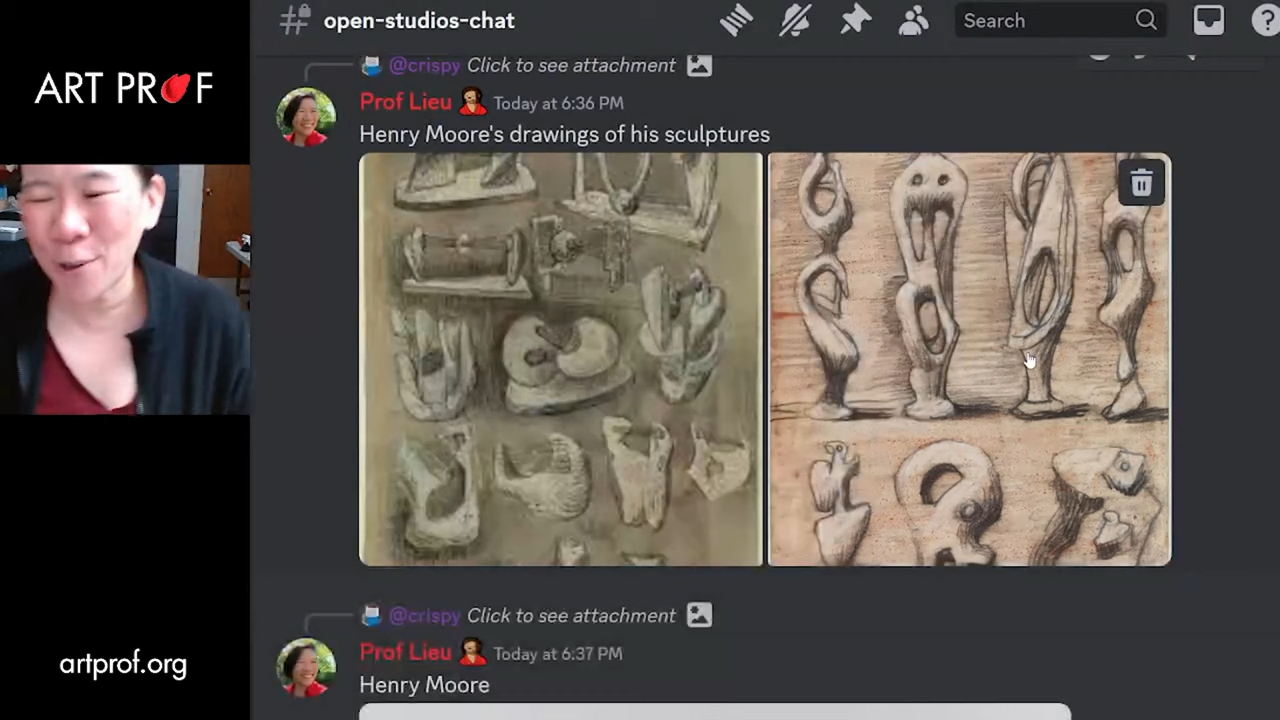 open-studios-chat
Search
ART PROF
@crispy Click to see attachment
Prof Lieu Today at 6:36 PM
Henry Moore's drawings of his sculptures
@crispy Click to see attachment
Prof Lieu Today at 6:37 PM
Henry Moore
artprof.org